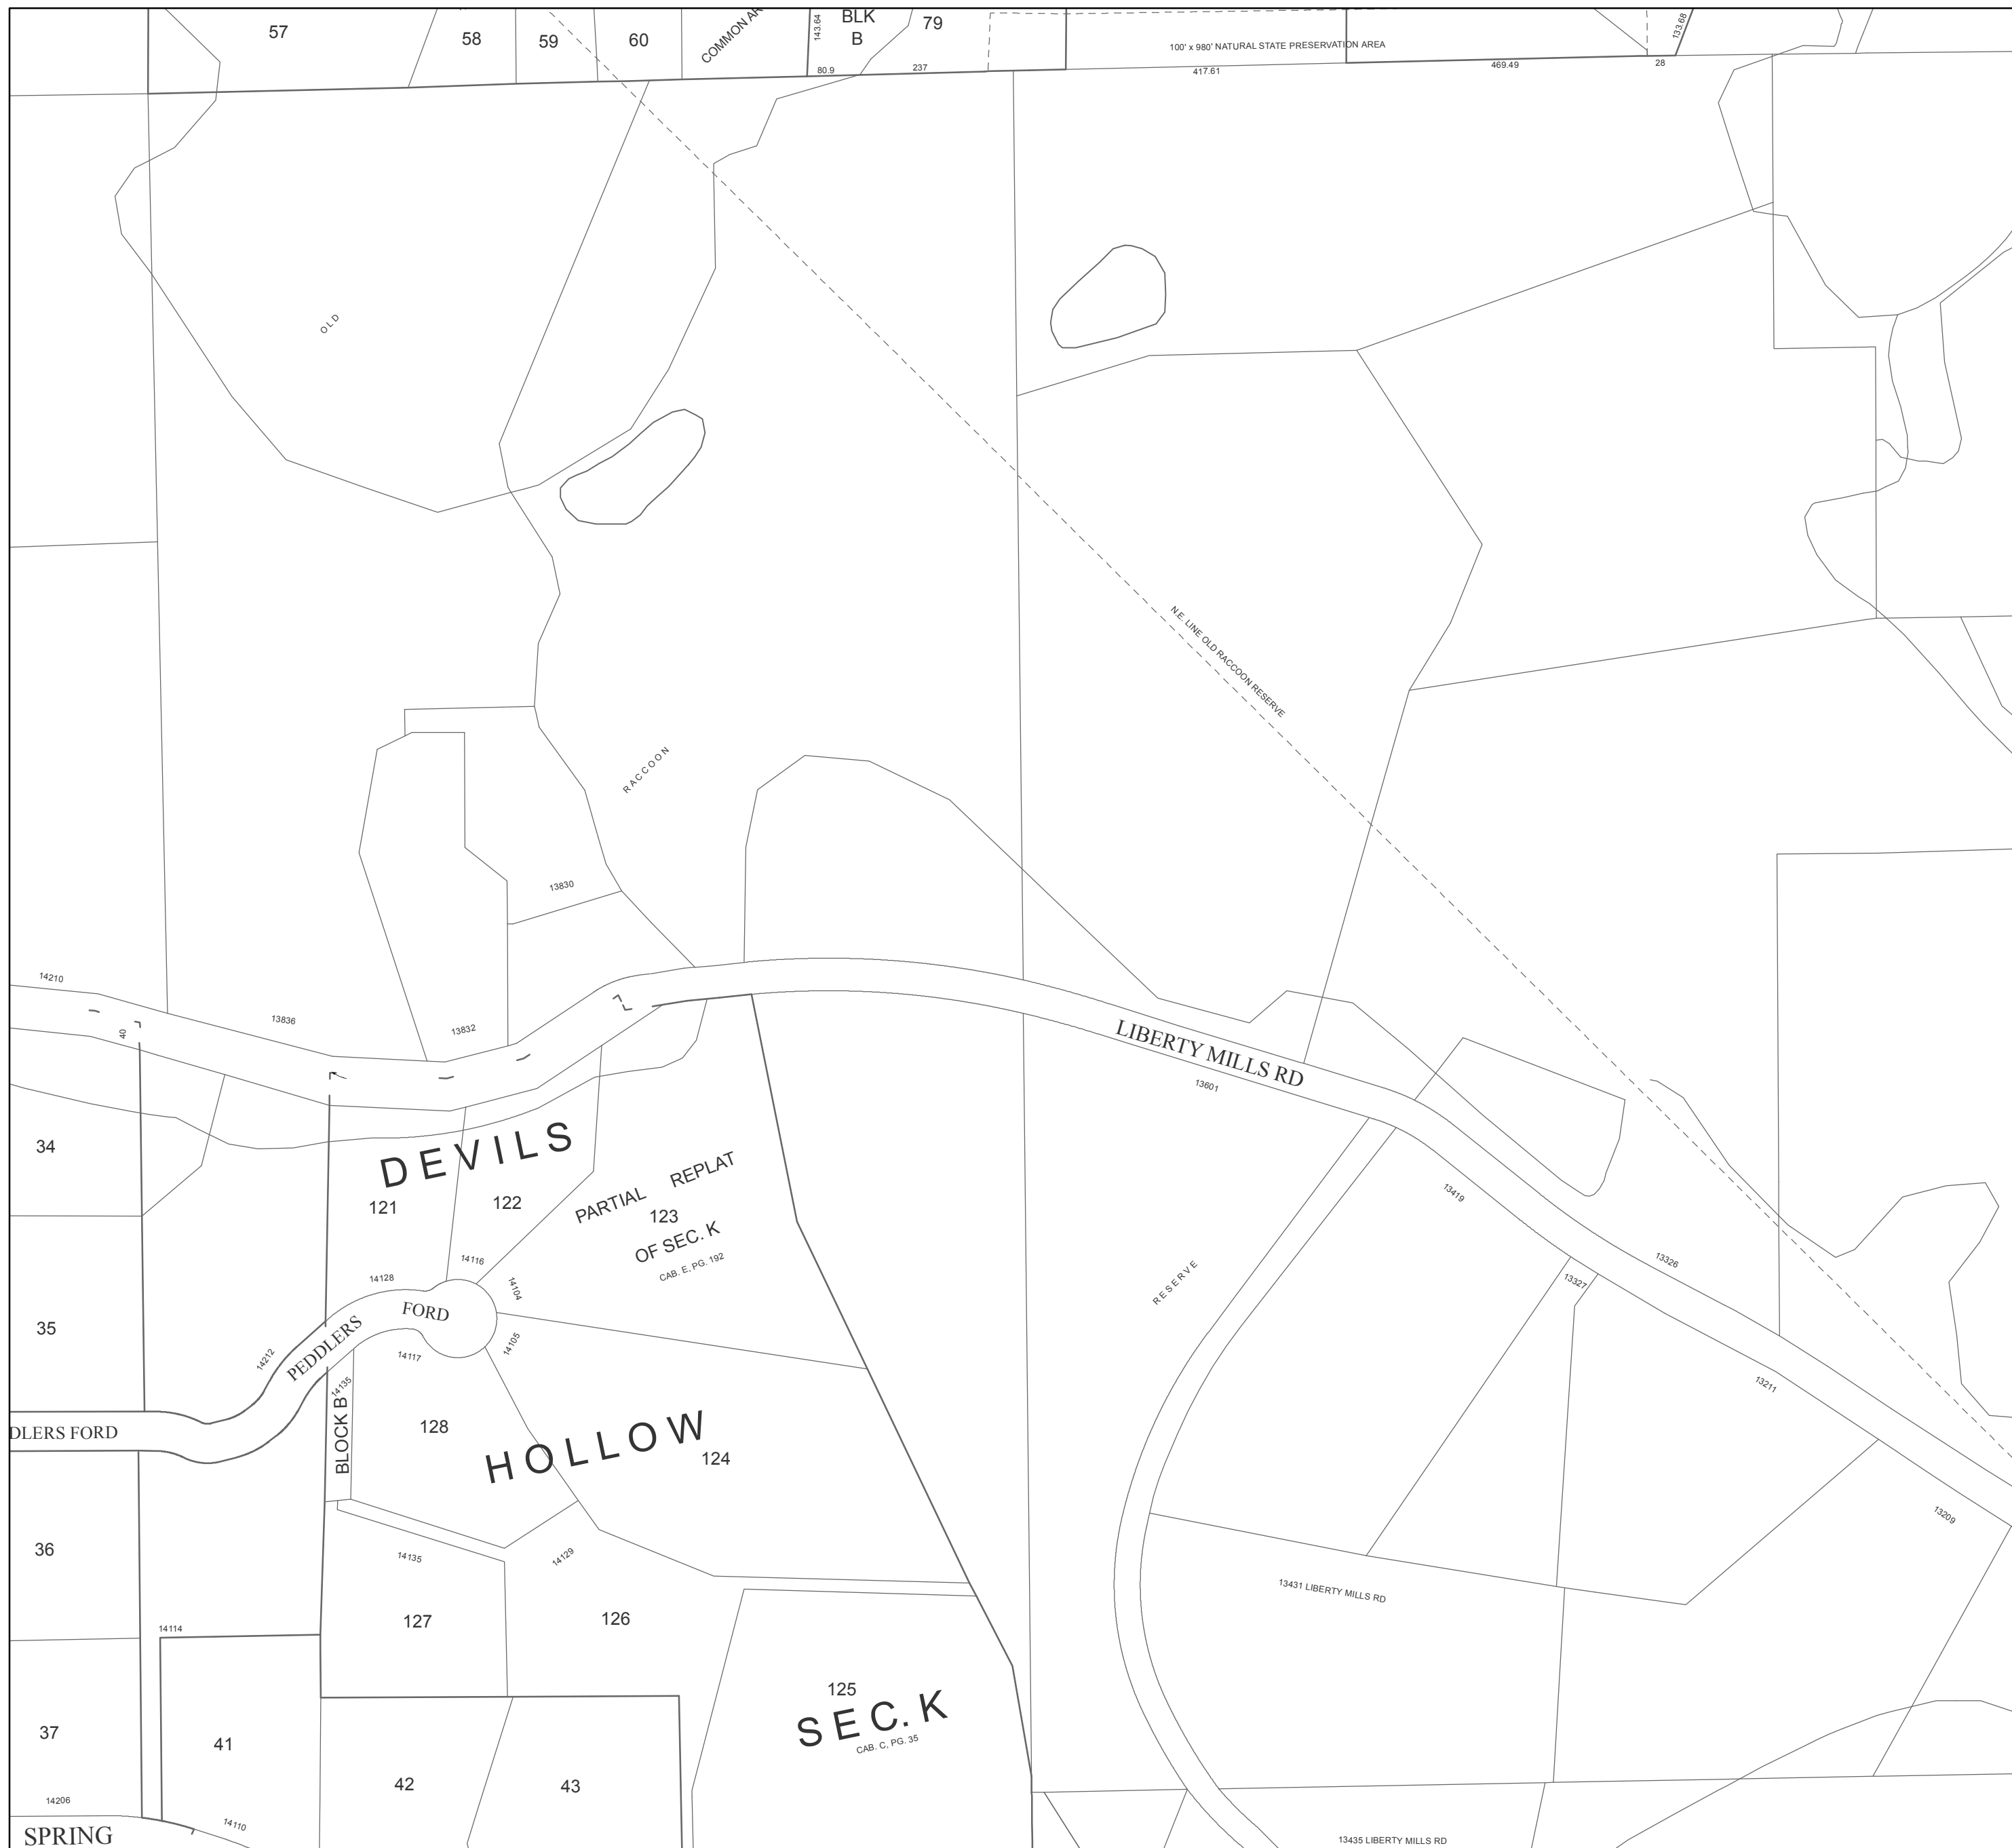 57
58
59
60
COMMON AR
143.64
BLK
B
79
80.9
237
100' x 980' NATURAL STATE PRESERVATION AREA
417.61
469.49
28
133.68
OLD
N.E. LINE OLD RACCOON RESERVE
RACCOON
13830
14210
40
13836
13832
LIBERTY MILLS RD
13601
34
DEVILS
121
122
PARTIAL REPLAT
123
OF SEC. K
CAB. E, PG. 192
13419
13326
13327
RESERVE
14116
14128
14104
FORD
35
14212
PEDDLERS
14117
14105
14135
13211
BLOCK B
DLERS FORD
128
HOLLOW
124
13209
36
14135
14129
13431 LIBERTY MILLS RD
14114
127
126
125
SEC. K
CAB. C, PG. 35
37
41
42
43
14206
14110
SPRING
13435 LIBERTY MILLS RD